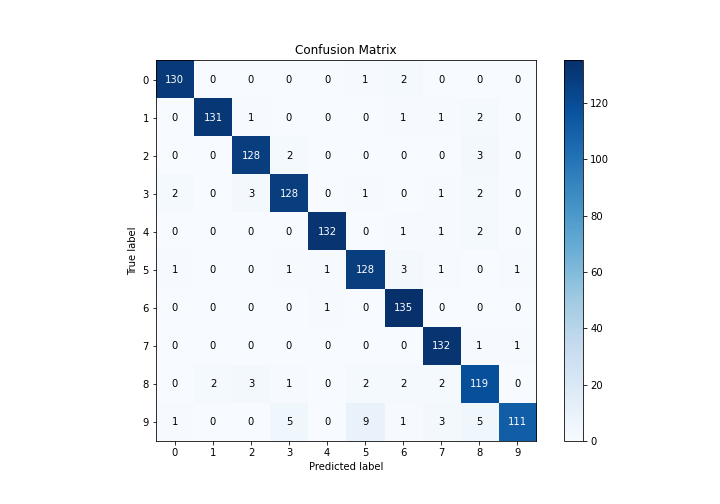 Confusion Matrix
0 130 0 0 0 0 1 2 0 0 0
1 0 131 1 0 0 0 1 1 2 0
2 0 0 128 2 0 0 0 0 3 0
3 2 0 3 128 0 1 0 1 2 0
4 0 0 0 0 132 0 1 1 2 0
5 1 0 0 1 1 128 3 1 0 1
6 0 0 0 0 1 0 135 0 0 0
7 0 0 0 0 0 0 0 132 1 1
8 0 2 3 1 0 2 2 2 119 0
9 1 0 0 5 0 9 1 3 5 111
0 1 2 3 4 5 6 7 8 9
True label
Predicted label
120
100
80
60
40
20
0